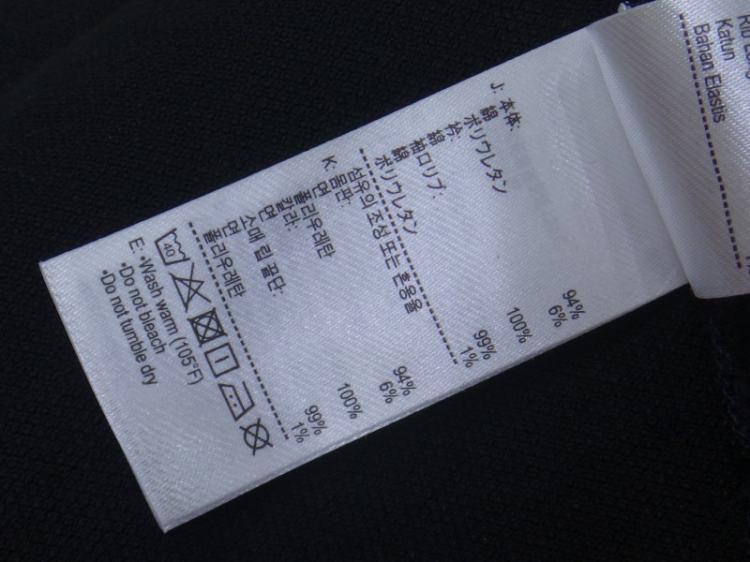 Katun
Bahan Elastis
J: 本体:
綿 94%
ポリウレタン 6%
衿:
綿 100%
袖口リブ:
綿 99%
ポリウレタン 1%
K: 섬유의 조성 또는 혼용율
몸판:
면 94%
폴리우레탄 6%
칼라:
면 100%
소매 립 끝단:
면 99%
폴리우레탄 1%
40
E: •Wash warm (105°F)
•Do not bleach
•Do not tumble dry